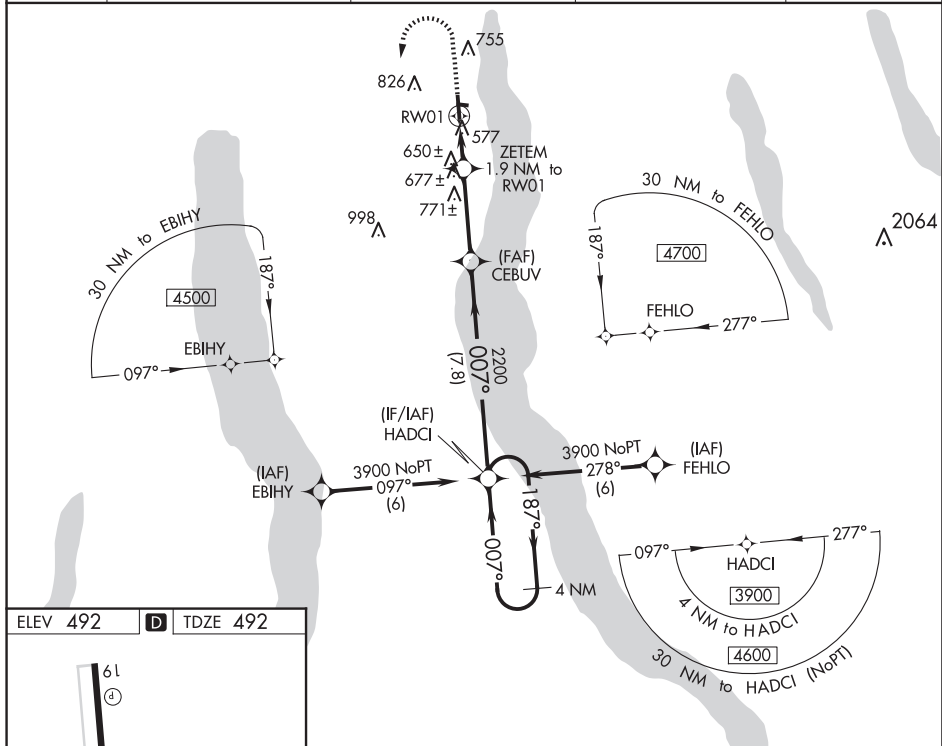 755
826
RW01
577
650±
ZETEM
1.9 NM to
RW01
677±
771±
998
30 NM to EBIHY
187°
4500
EBIHY
097°
(FAF)
CEBUV
30 NM to FEHLO
187°
4700
FEHLO
277°
2064
2200
007°
(7.8)
(IF/IAF)
HADCI
(IAF)
EBIHY
3900 NoPT
097°
(6)
3900 NoPT
278°
(6)
(IAF)
FEHLO
187°
007°
4 NM
097°
277°
HADCI
3900
4 NM to HADCI
4600
30 NM to HADCI (NoPT)
ELEV 492 D TDZE 492
19
P